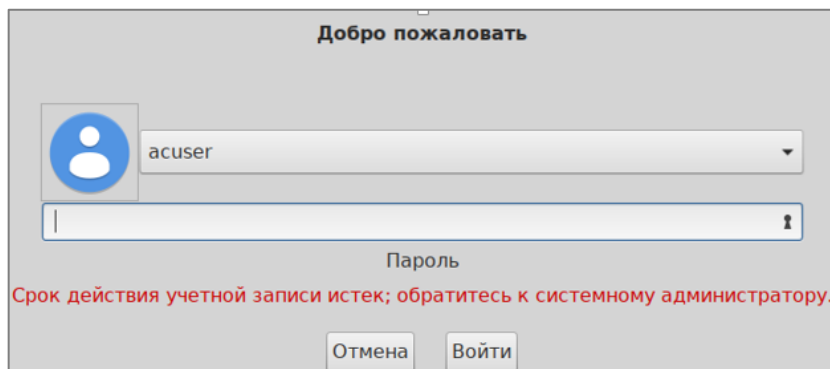 Добро пожаловать
acuser
Пароль
Срок действия учетной записи истек; обратитесь к системному администратору.
Отмена Войти